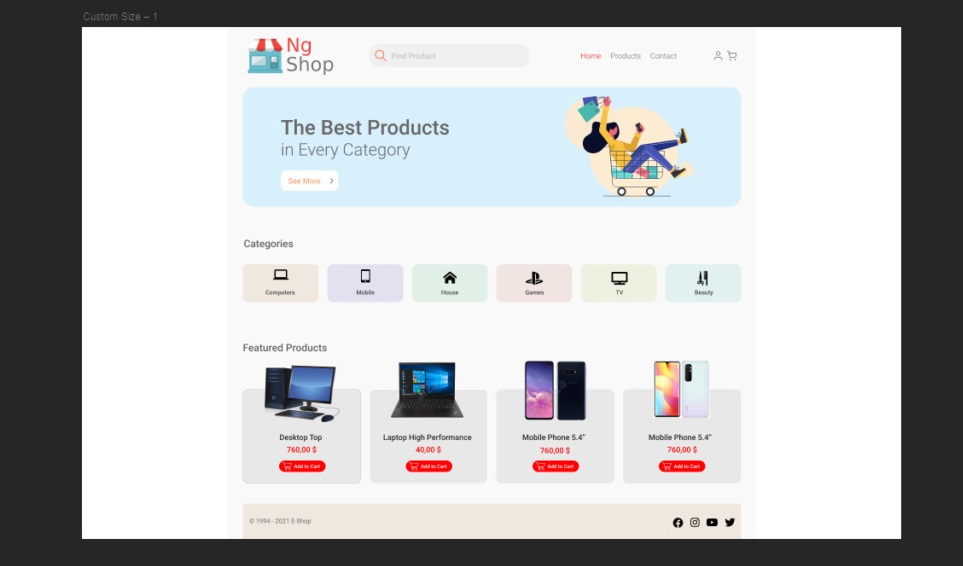 Custom Size – 1
Ng
Shop
Find Product
Home Products Contact
The Best Products
in Every Category
See More
Categories
Computers
Mobile
House
Games
TV
Beauty
Featured Products
Desktop Top
760,00 $
Add to Cart
Laptop High Performance
40,00 $
Add to Cart
Mobile Phone 5.4"
760,00 $
Add to Cart
Mobile Phone 5.4"
760,00 $
Add to Cart
© 1994 - 2021 E-Shop